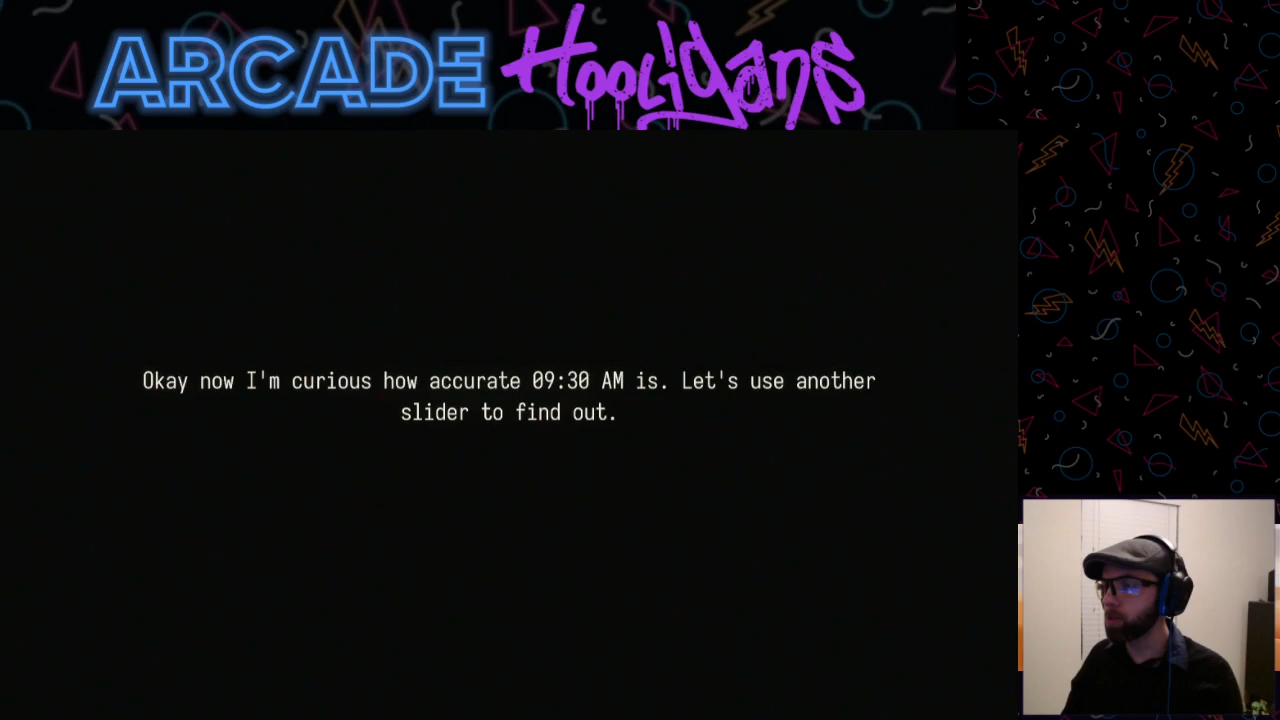 ARCADE Hooligans
Okay now I'm curious how accurate 09:30 AM is. Let's use another
slider to find out.